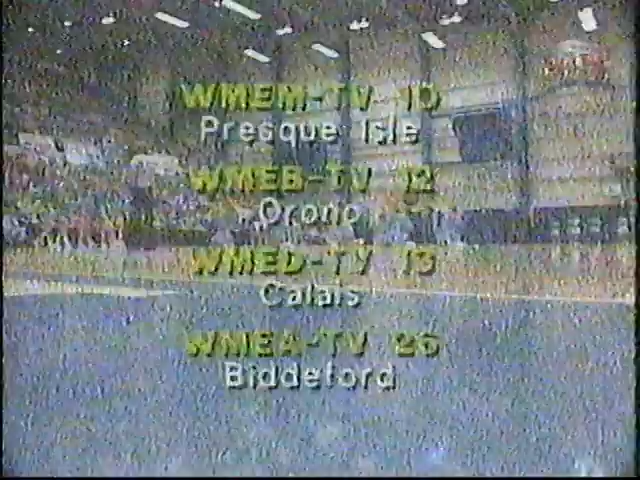 WMEM-TV 10
Presque Isle
WMEB-TV 12
Orono
WMED-TV 13
Calais
WMEA-TV 26
Biddeford